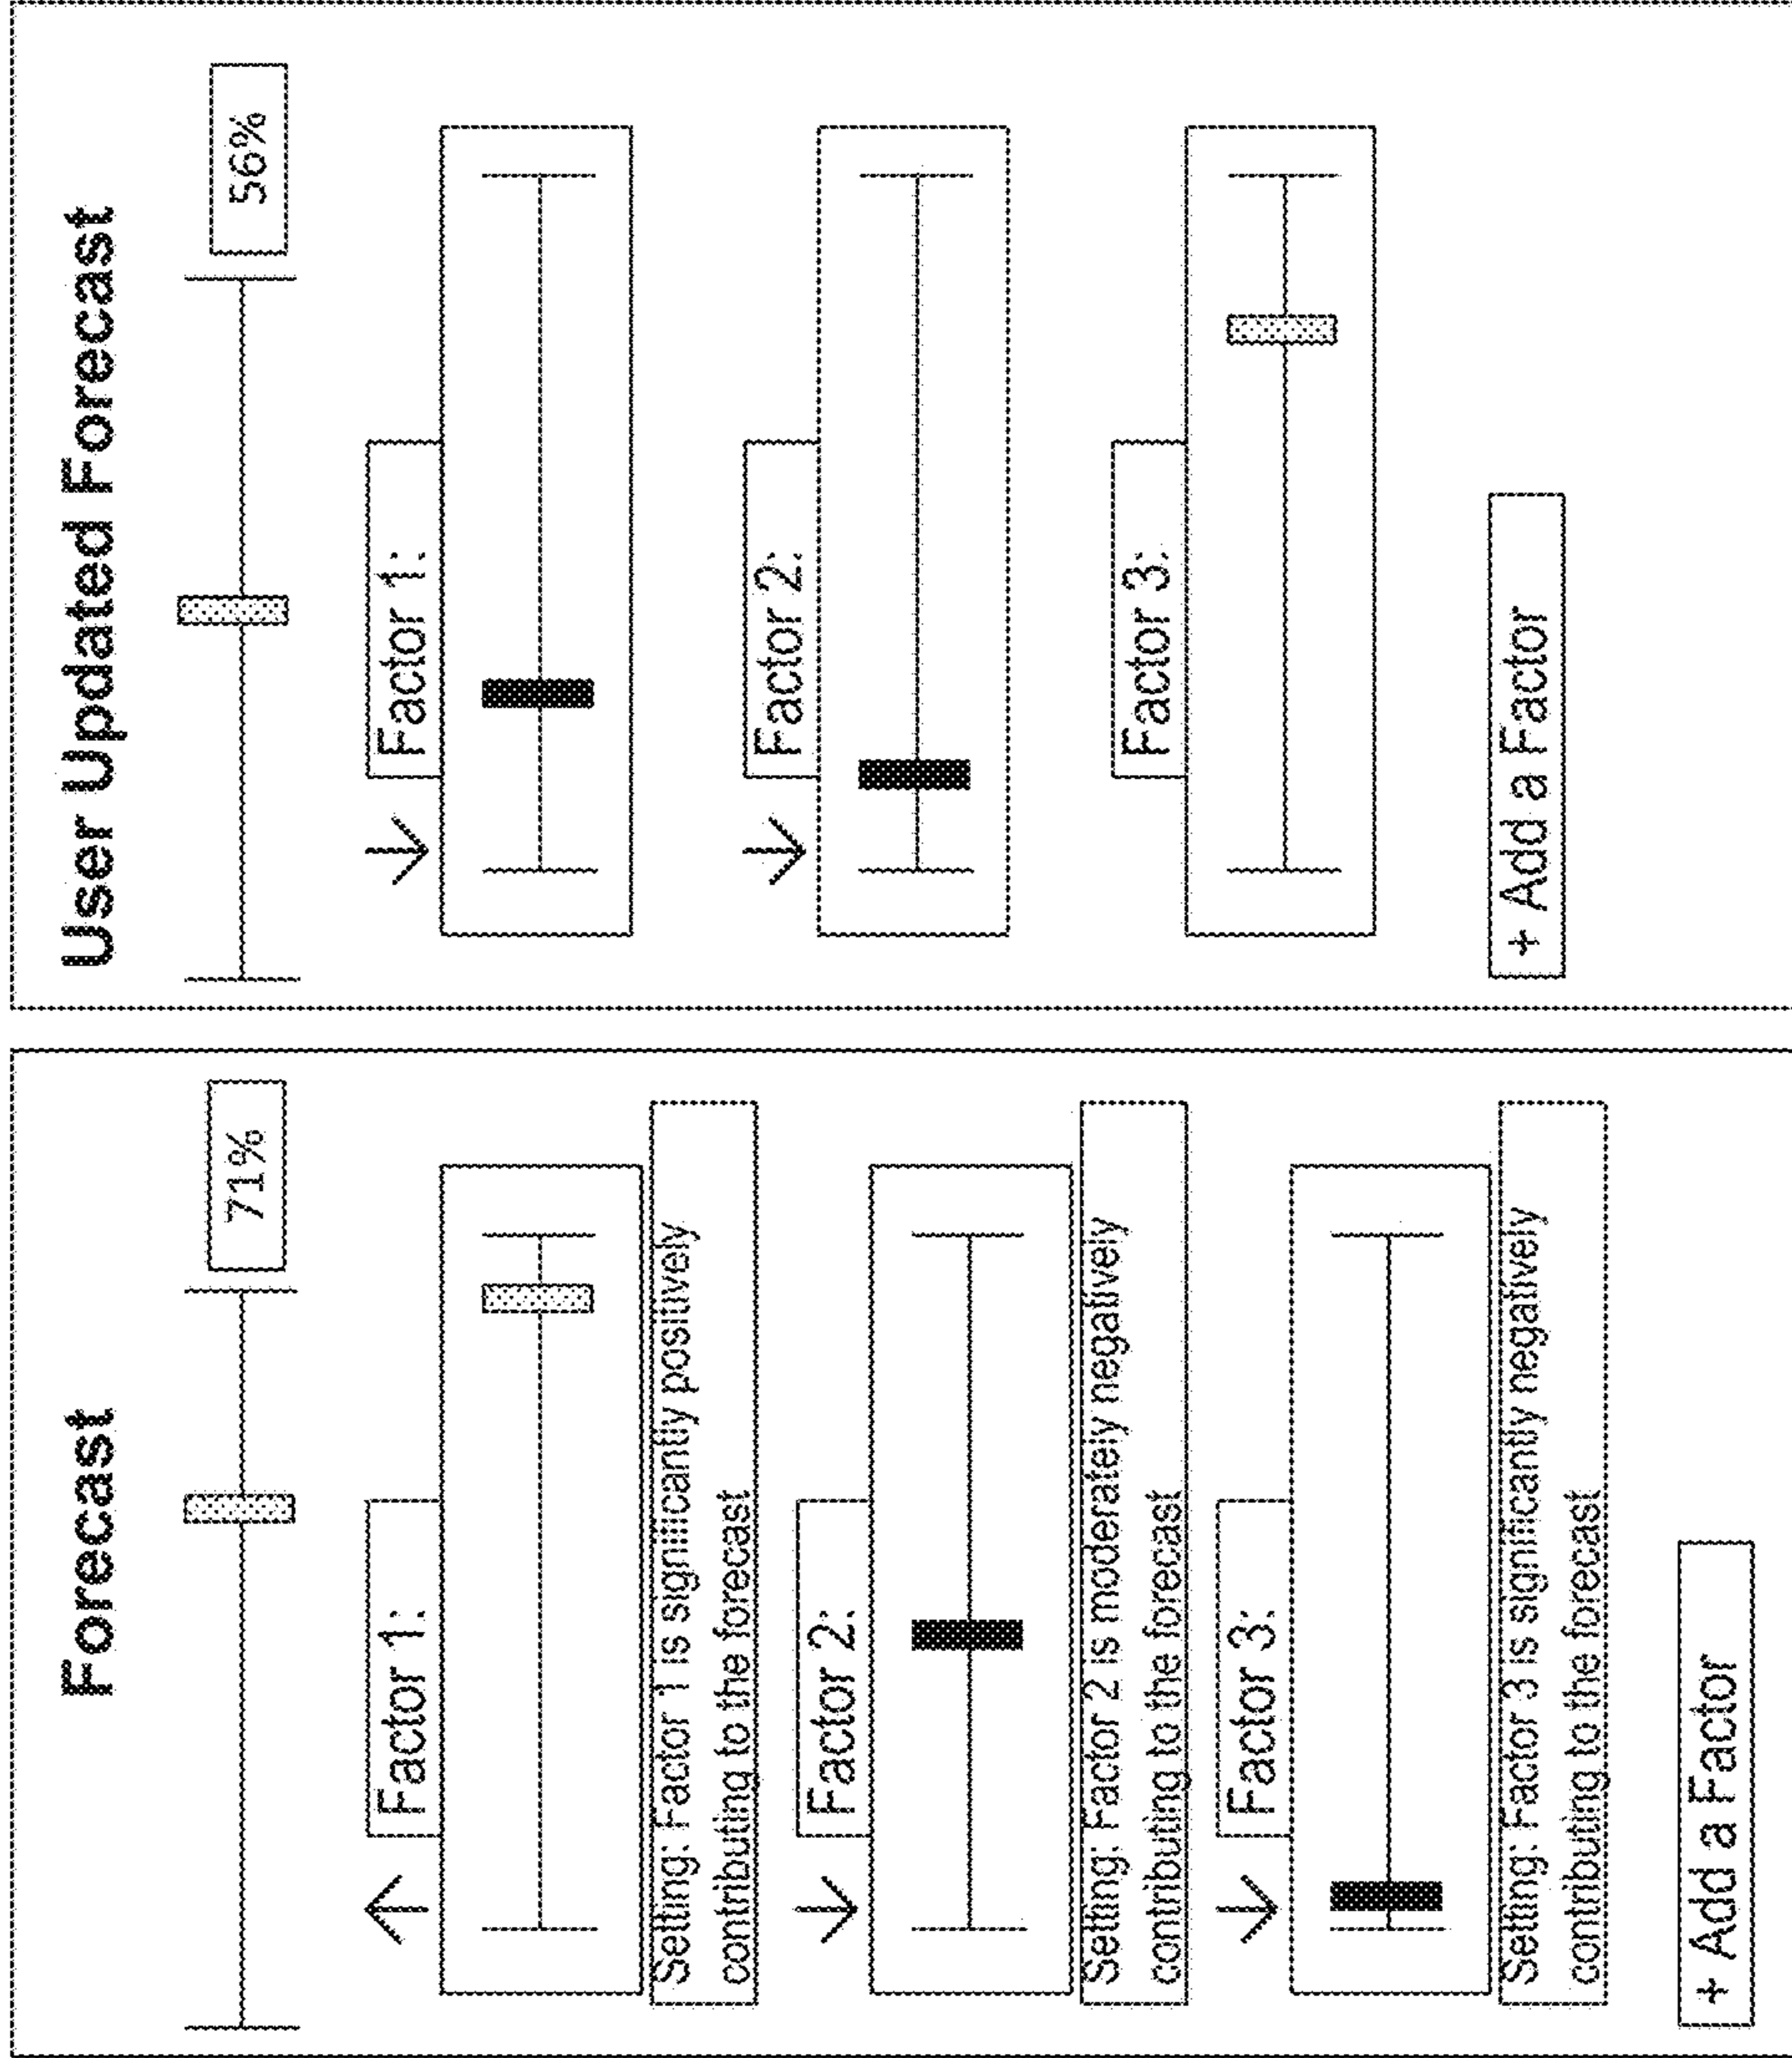 Forecast
71%
Factor 1:
Setting: Factor 1 is significantly positively
contributing to the forecast
Factor 2:
Setting: Factor 2 is moderately negatively
contributing to the forecast
Factor 3:
Setting: Factor 3 is significantly negatively
contributing to the forecast
+ Add a Factor
User Updated Forecast
56%
Factor 1:
Factor 2:
Factor 3:
+ Add a Factor